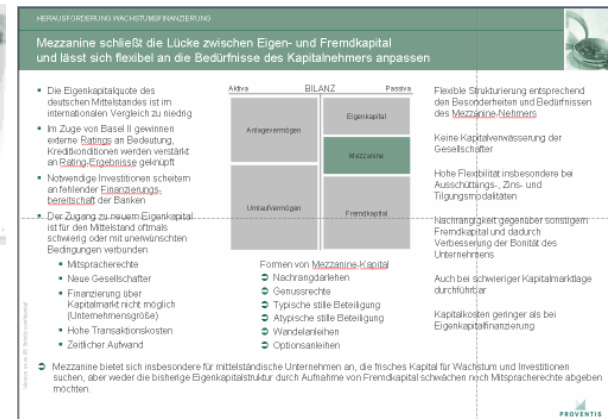 HERAUSFORDERUNG WACHSTUMSFINANZIERUNG
Mezzanine schließt die Lücke zwischen Eigen- und Fremdkapital
und lässt sich flexibel an die Bedürfnisse des Kapitalnehmers anpassen
Die Eigenkapitalquote des
deutschen Mittelstandes ist im
internationalen Vergleich zu niedrig
Im Zuge von Basel II gewinnen
externe Ratings an Bedeutung,
Kreditkonditionen werden verstärkt
an Rating-Ergebnisse geknüpft
Notwendige Investitionen scheitern
an fehlender Finanzierungs-
bereitschaft der Banken
Der Zugang zu neuem Eigenkapital
ist für den Mittelstand oftmals
schwierig oder mit unerwünschten
Bedingungen verbunden
Mitspracherechte
Neue Gesellschafter
Finanzierung über
Kapitalmarkt nicht möglich
(Unternehmensgröße)
Hohe Transaktionskosten
Zeitlicher Aufwand
Aktiva BILANZ Passiva
Anlagevermögen
Umlaufvermögen
Eigenkapital
Mezzanine
Fremdkapital
Formen von Mezzanine-Kapital
Nachrangdarlehen
Genussrechte
Typische stille Beteiligung
Atypische stille Beteiligung
Wandelanleihen
Optionsanleihen
Flexible Strukturierung entsprechend
den Besonderheiten und Bedürfnissen
des Mezzanine-Nehmers
Keine Kapitalverwässerung der
Gesellschafter
Hohe Flexibilität insbesondere bei
Ausschüttungs-, Zins- und
Tilgungsmodalitäten
Nachrangigkeit gegenüber sonstigem
Fremdkapital und dadurch
Verbesserung der Bonität des
Unternehmens
Auch bei schwieriger Kapitalmarktlage
durchführbar
Kapitalkosten geringer als bei
Eigenkapitalfinanzierung
Mezzanine bietet sich insbesondere für mittelständische Unternehmen an, die frisches Kapital für Wachstum und Investitionen
suchen, aber weder die bisherige Eigenkapitalstruktur durch Aufnahme von Fremdkapital schwächen noch Mitspracherechte abgeben
möchten.
PROVENTIS